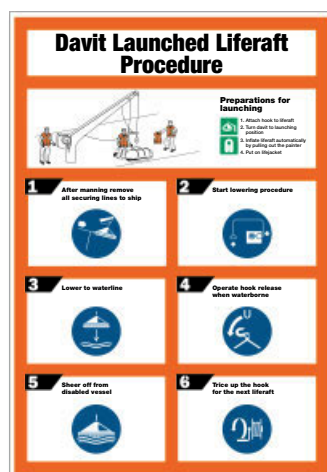 Davit Launched Liferaft
Procedure
Preparations for
launching
1. Attach hook to liferaft
2. Turn davit to launching
position
3. Inflate liferaft automatically
by pulling out the painter
4. Put on lifejacket
1
After manning remove
all securing lines to ship
2
Start lowering procedure
3
Lower to waterline
4
Operate hook release
when waterborne
5
Sheer off from
disabled vessel
6
Trice up the hook
for the next liferaft